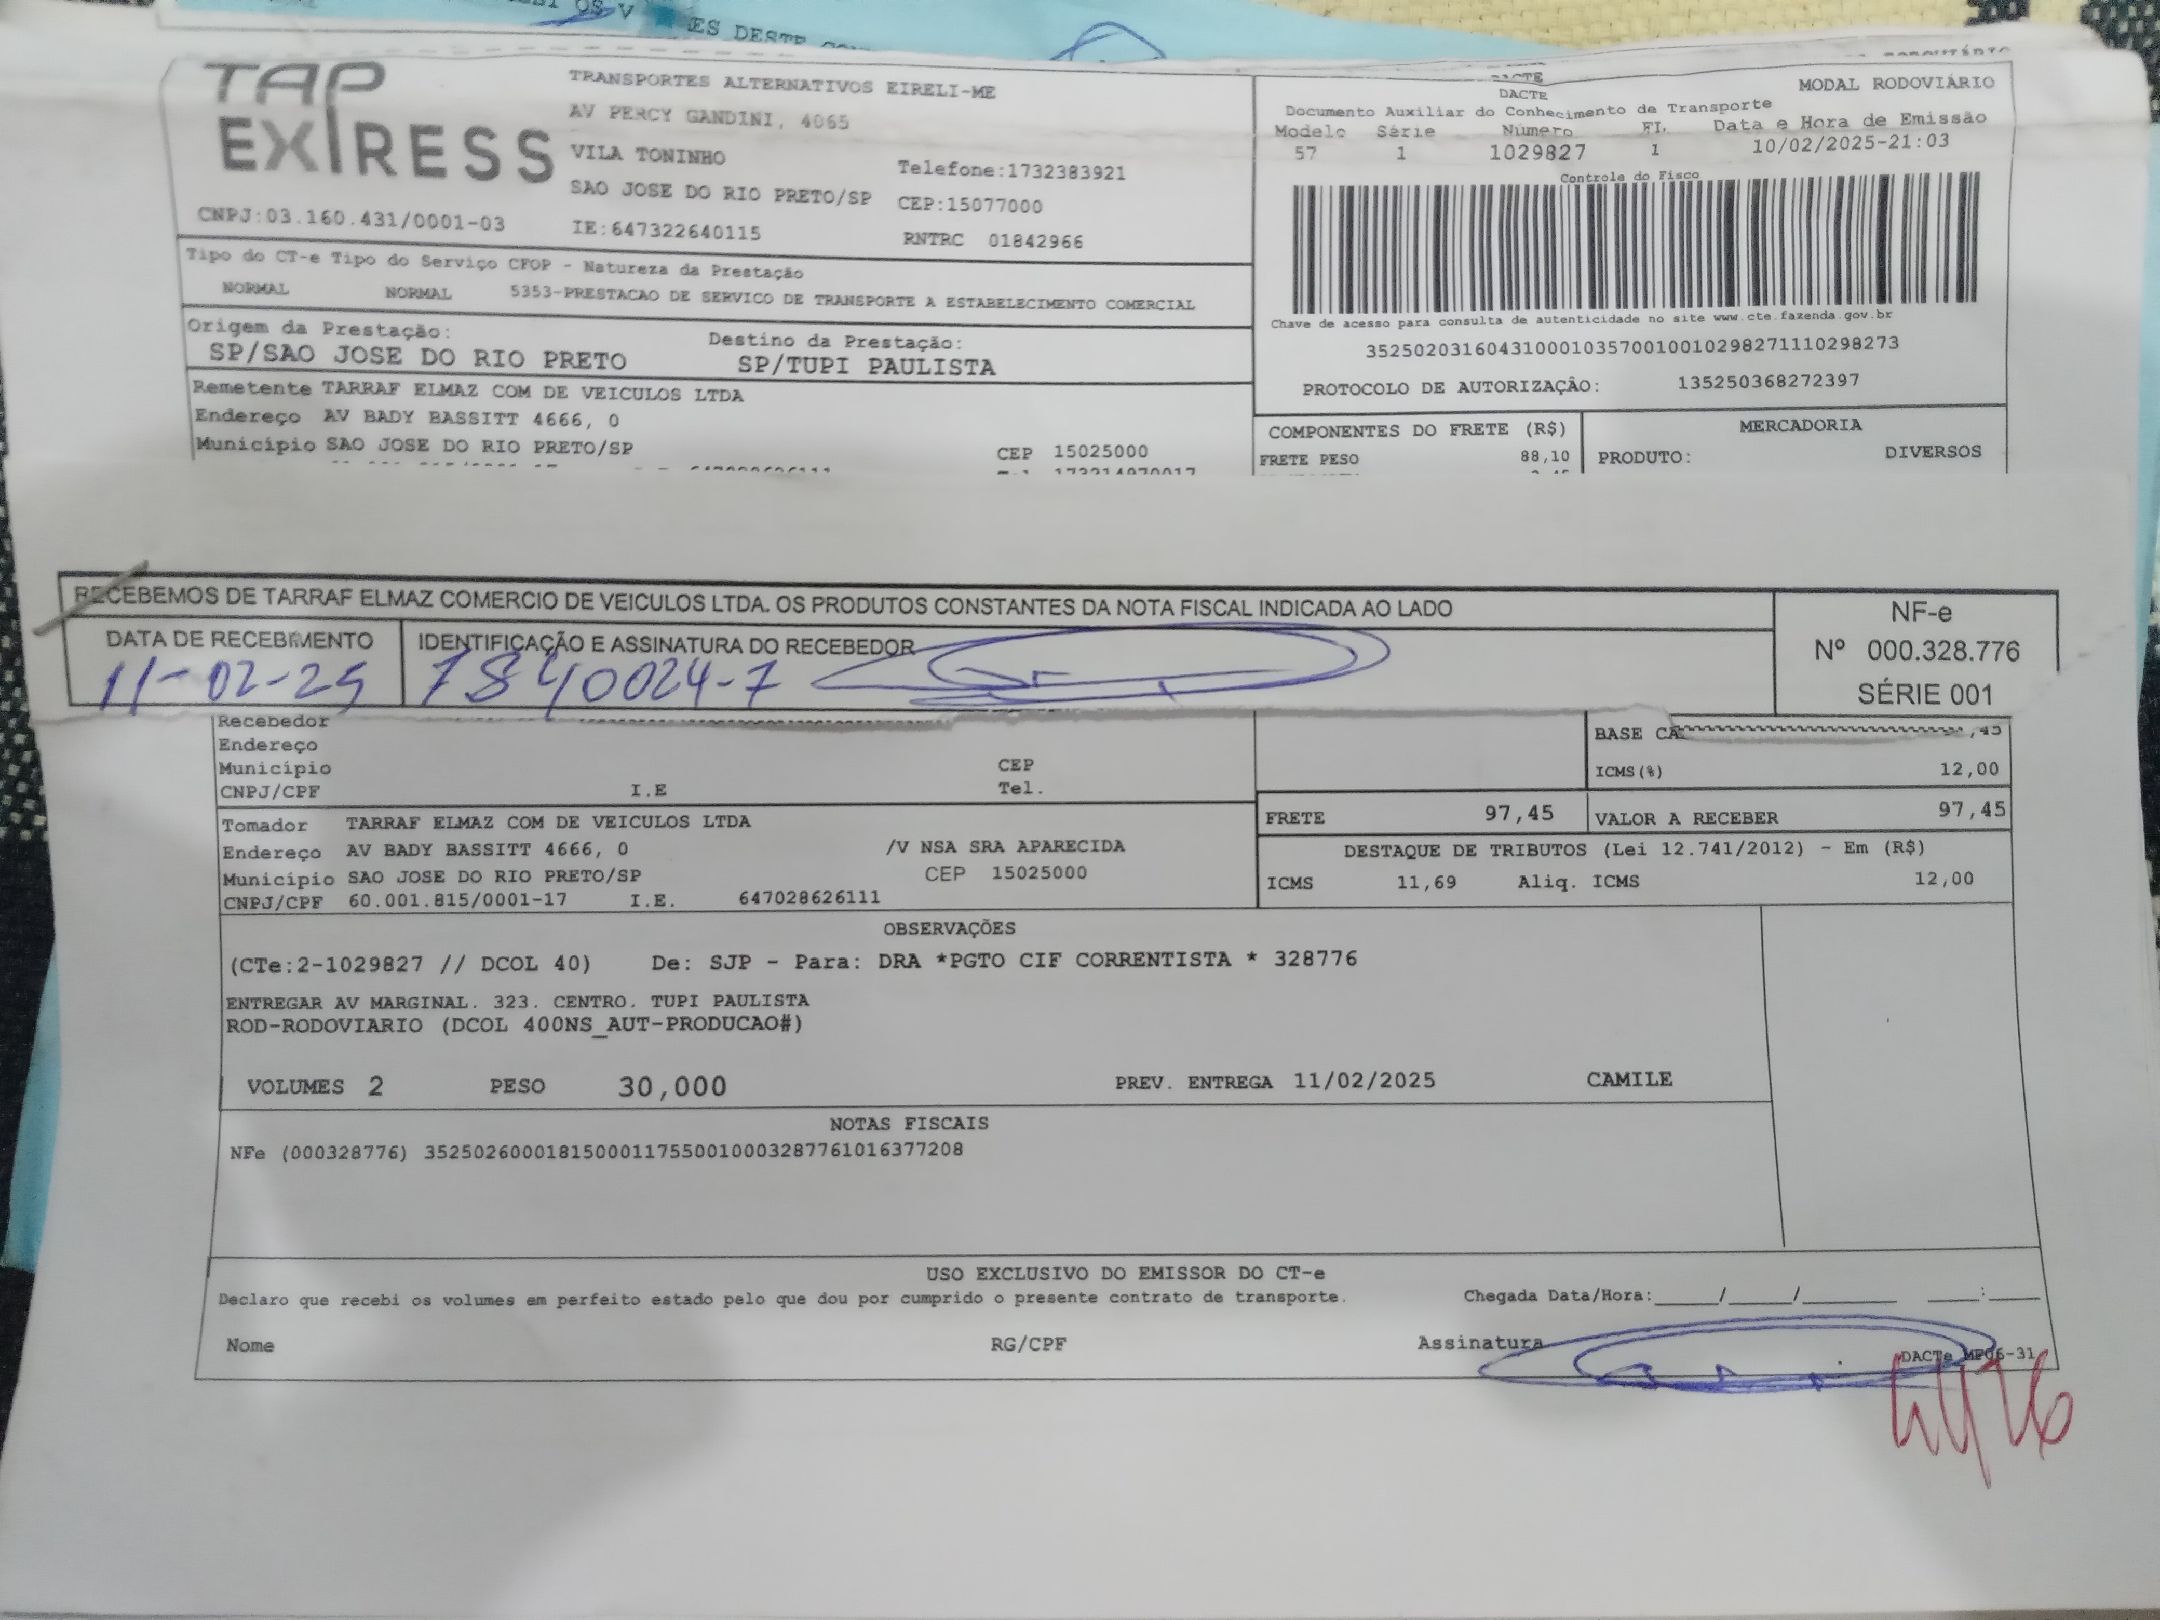 ES DESTE
TAP EXPRESS
TRANSPORTES ALTERNATIVOS EIRELI-ME
AV PERCY GANDINI, 4065
VILA TONINHO
Telefone:1732383921
SAO JOSE DO RIO PRETO/SP CEP:15077000
CNPJ:03.160.431/0001-03 IE:647322640115 RNTRC 01842966
DACTE
DACTE MODAL RODOVIÁRIO
Documento Auxiliar do Conhecimento de Transporte
Modelo Série Número FL Data e Hora de Emissão
57 1 1029827 1 10/02/2025-21:03
Controle do Fisco
Chave de acesso para consulta de autenticidade no site www.cte.fazenda.gov.br
35250203160431000103570010010298271110298273
PROTOCOLO DE AUTORIZAÇÃO: 135250368272397
Tipo do CT-e Tipo do Serviço CFOP - Natureza da Prestação
NORMAL NORMAL 5353-PRESTACAO DE SERVICO DE TRANSPORTE A ESTABELECIMENTO COMERCIAL
Origem da Prestação: Destino da Prestação:
SP/SAO JOSE DO RIO PRETO SP/TUPI PAULISTA
Remetente TARRAF ELMAZ COM DE VEICULOS LTDA
Endereço AV BADY BASSITT 4666, 0
Município SAO JOSE DO RIO PRETO/SP CEP 15025000
COMPONENTES DO FRETE (R$) MERCADORIA
FRETE PESO 88,10 PRODUTO: DIVERSOS
RECEBEMOS DE TARRAF ELMAZ COMERCIO DE VEICULOS LTDA. OS PRODUTOS CONSTANTES DA NOTA FISCAL INDICADA AO LADO
NF-e
Nº 000.328.776
SÉRIE 001
DATA DE RECEBIMENTO IDENTIFICAÇÃO E ASSINATURA DO RECEBEDOR
11-02-25 7840024-7
Recebedor
Endereço
Município CEP
CNPJ/CPF I.E Tel.
BASE CA ,45
ICMS(%) 12,00
FRETE 97,45 VALOR A RECEBER 97,45
Tomador TARRAF ELMAZ COM DE VEICULOS LTDA
Endereço AV BADY BASSITT 4666, 0 /V NSA SRA APARECIDA
Município SAO JOSE DO RIO PRETO/SP CEP 15025000
CNPJ/CPF 60.001.815/0001-17 I.E. 647028626111
DESTAQUE DE TRIBUTOS (Lei 12.741/2012) - Em (R$)
ICMS 11,69 Aliq. ICMS 12,00
OBSERVAÇÕES
(CTe:2-1029827 // DCOL 40) De: SJP - Para: DRA *PGTO CIF CORRENTISTA * 328776
ENTREGAR AV MARGINAL. 323. CENTRO. TUPI PAULISTA
ROD-RODOVIARIO (DCOL 400NS_AUT-PRODUCAO#)
VOLUMES 2 PESO 30,000 PREV. ENTREGA 11/02/2025 CAMILE
NOTAS FISCAIS
NFe (000328776) 35250260001815000117550010003287761016377208
USO EXCLUSIVO DO EMISSOR DO CT-e
Declaro que recebi os volumes em perfeito estado pelo que dou por cumprido o presente contrato de transporte. Chegada Data/Hora:_____/_____/_______ ____:____
Nome RG/CPF Assinatura
DACTe MP06-31